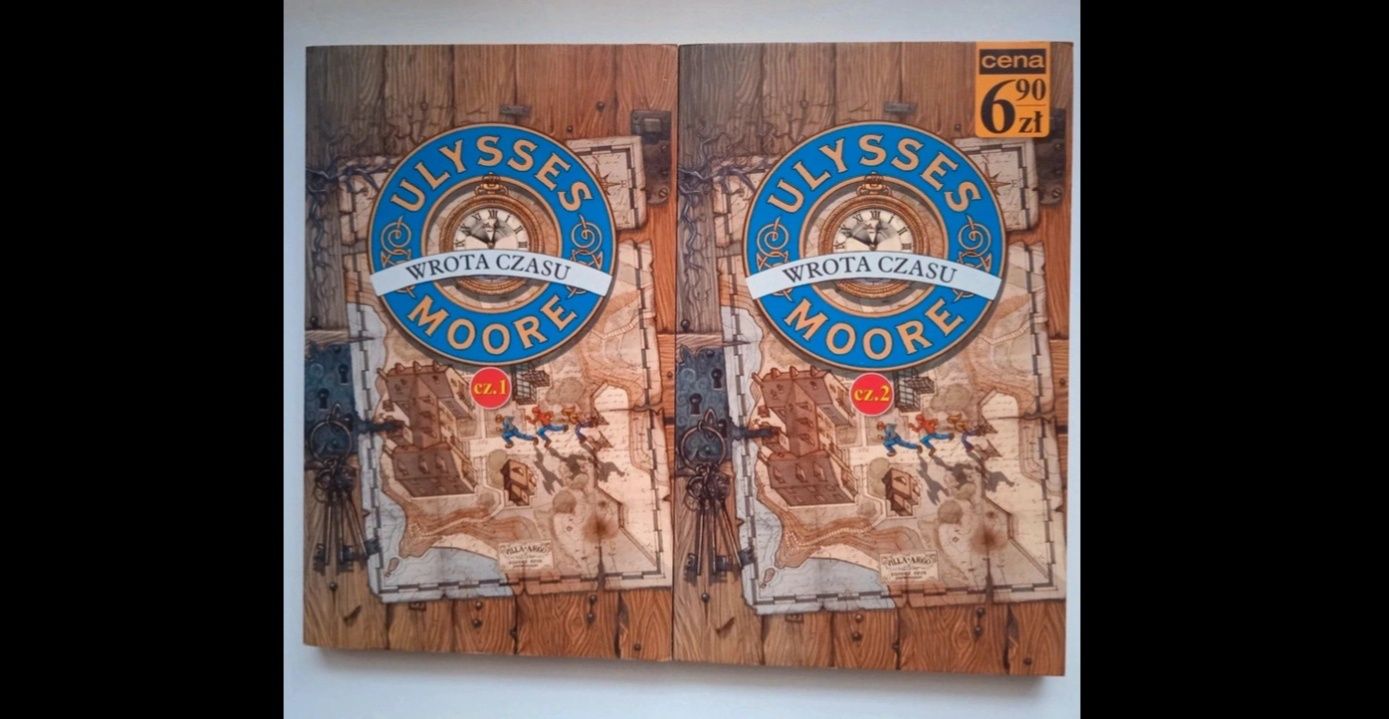 ULYSSES
WROTA CZASU
MOORE
cz.1
cena
6 90
zł
ULYSSES
WROTA CZASU
MOORE
cz.2